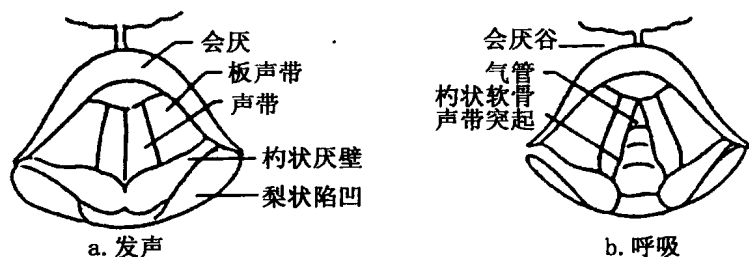 会厌
板声带
声带
杓状厌壁
梨状陷凹
a. 发声
会厌谷
气管
杓状软骨
声带突起
b. 呼吸